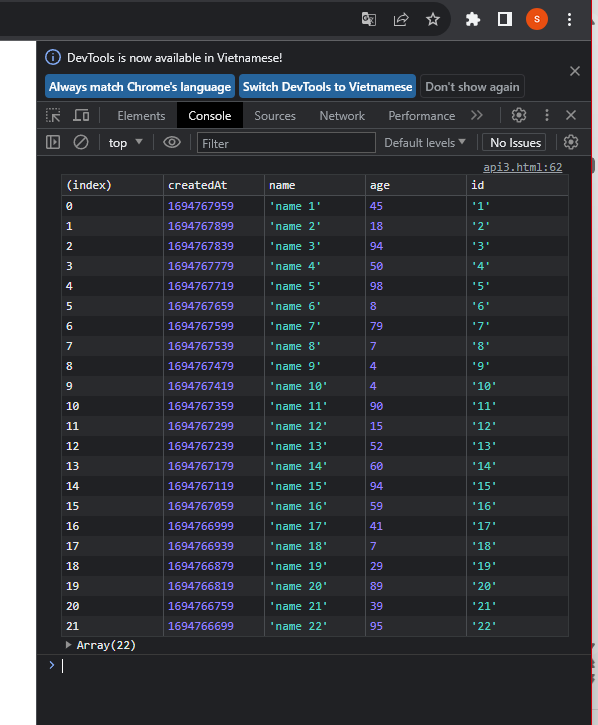 S
DevTools is now available in Vietnamese!
Always match Chrome's language Switch DevTools to Vietnamese Don't show again
Elements Console Sources Network Performance
top Filter Default levels No Issues
api3.html:62
(index) createdAt name age id
0 1694767959 'name 1' 45 '1'
1 1694767899 'name 2' 18 '2'
2 1694767839 'name 3' 94 '3'
3 1694767779 'name 4' 50 '4'
4 1694767719 'name 5' 98 '5'
5 1694767659 'name 6' 8 '6'
6 1694767599 'name 7' 79 '7'
7 1694767539 'name 8' 7 '8'
8 1694767479 'name 9' 4 '9'
9 1694767419 'name 10' 4 '10'
10 1694767359 'name 11' 90 '11'
11 1694767299 'name 12' 15 '12'
12 1694767239 'name 13' 52 '13'
13 1694767179 'name 14' 60 '14'
14 1694767119 'name 15' 94 '15'
15 1694767059 'name 16' 59 '16'
16 1694766999 'name 17' 41 '17'
17 1694766939 'name 18' 7 '18'
18 1694766879 'name 19' 29 '19'
19 1694766819 'name 20' 89 '20'
20 1694766759 'name 21' 39 '21'
21 1694766699 'name 22' 95 '22'
Array(22)